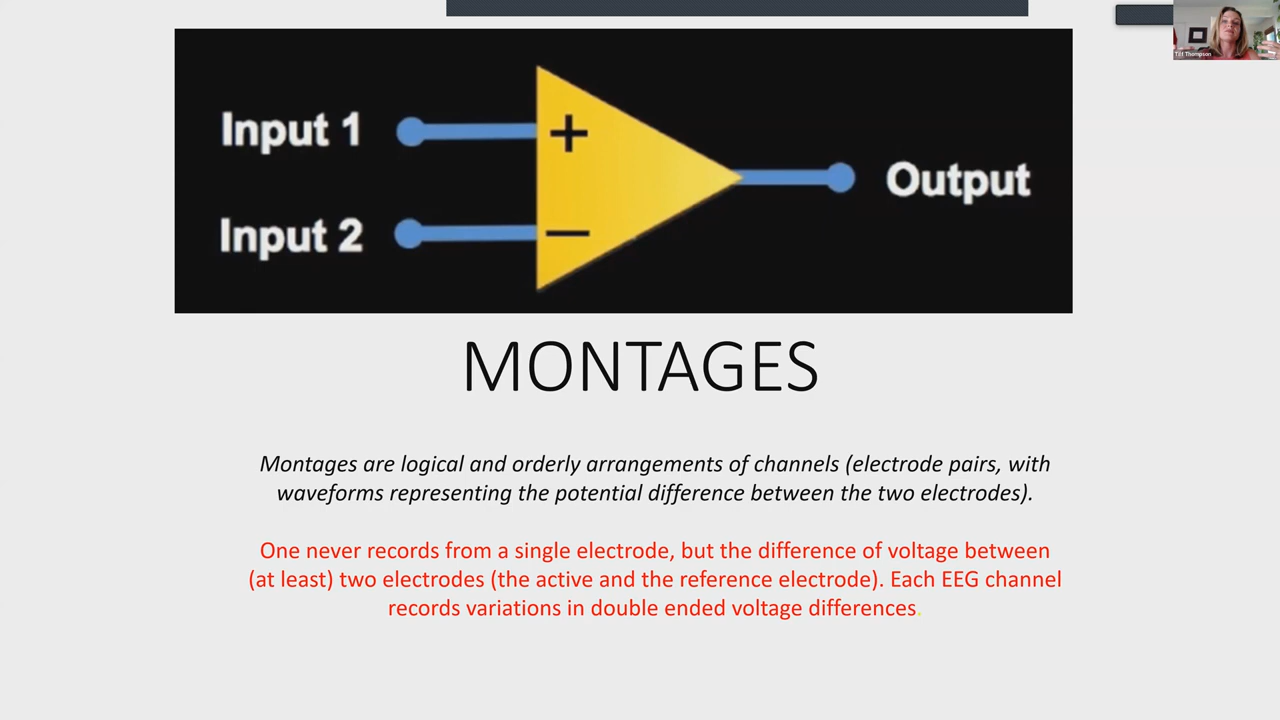 Tiff Thompson
Input 1
+
Input 2
−
Output
MONTAGES
Montages are logical and orderly arrangements of channels (electrode pairs, with
waveforms representing the potential difference between the two electrodes).
One never records from a single electrode, but the difference of voltage between
(at least) two electrodes (the active and the reference electrode). Each EEG channel
records variations in double ended voltage differences.